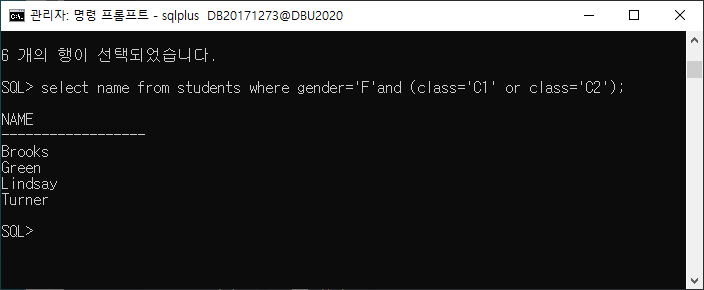 관리자: 명령 프롬프트 - sqlplus  DB20171273@DBU2020
6 개의 행이 선택되었습니다.
SQL> select name from students where gender='F'and (class='C1' or class='C2');
NAME
------------------
Brooks
Green
Lindsay
Turner
SQL>